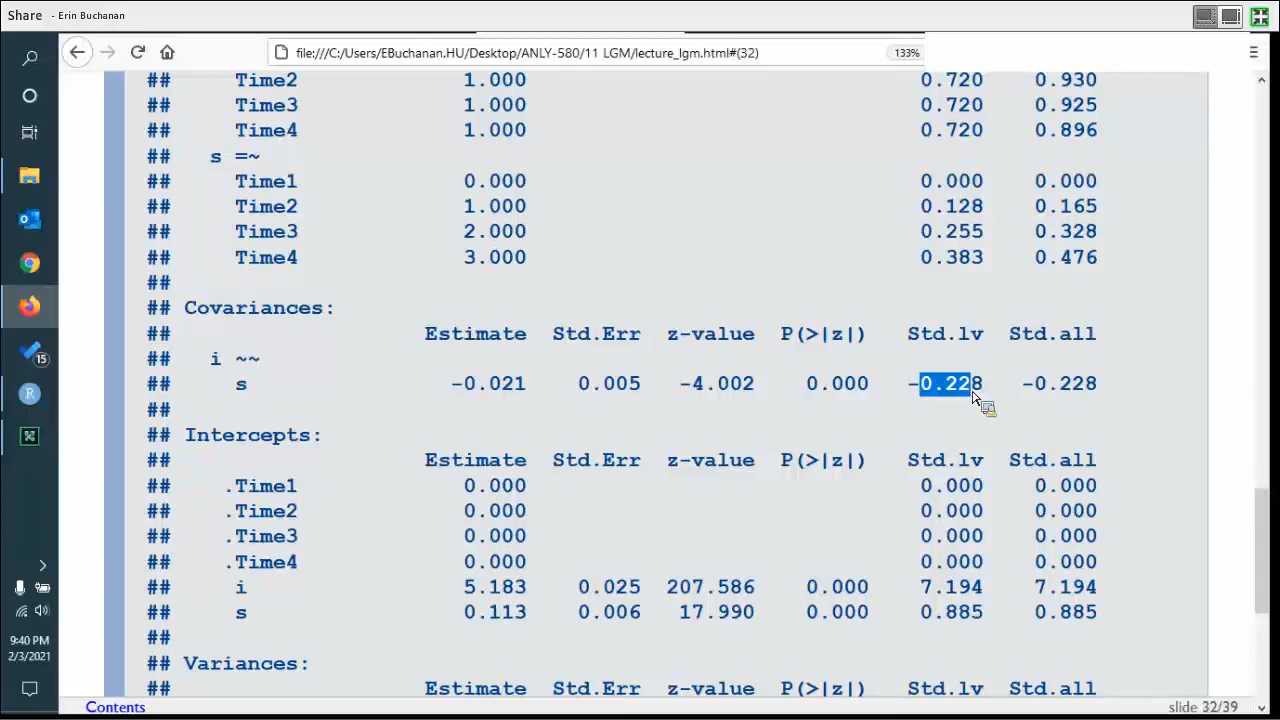 Share - Erin Buchanan
file:///C:/Users/EBuchanan.HU/Desktop/ANLY-580/11 LGM/lecture_lgm.html#(32) 133%
## Time2 1.000 0.720 0.930
## Time3 1.000 0.720 0.925
## Time4 1.000 0.720 0.896
## s =~
## Time1 0.000 0.000 0.000
## Time2 1.000 0.128 0.165
## Time3 2.000 0.255 0.328
## Time4 3.000 0.383 0.476
##
## Covariances:
## Estimate Std.Err z-value P(>|z|) Std.lv Std.all
## i ~~
## s -0.021 0.005 -4.002 0.000 -0.228 -0.228
##
## Intercepts:
## Estimate Std.Err z-value P(>|z|) Std.lv Std.all
## .Time1 0.000 0.000 0.000
## .Time2 0.000 0.000 0.000
## .Time3 0.000 0.000 0.000
## .Time4 0.000 0.000 0.000
## i 5.183 0.025 207.586 0.000 7.194 7.194
## s 0.113 0.006 17.990 0.000 0.885 0.885
##
## Variances:
## Estimate Std.Err z-value P(>|z|) Std.lv Std.all
Contents slide 32/39
15
R
9:40 PM
2/3/2021